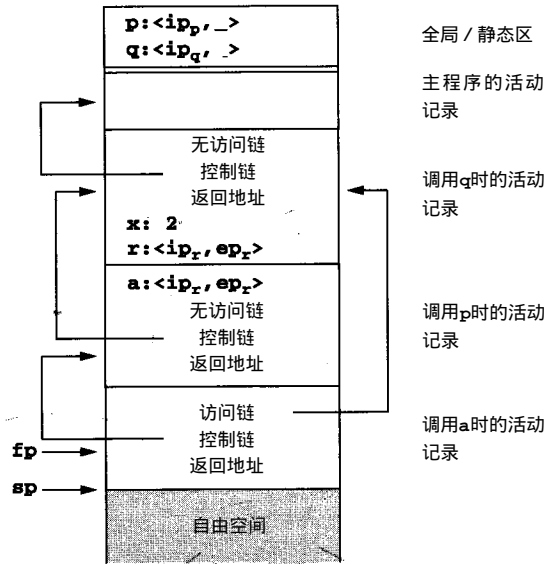 p:<ip_p,_>
q:<ip_q,_>
全局/静态区
主程序的活动
记录
无访问链
控制链
返回地址
x: 2
r:<ip_r,ep_r>
调用q时的活动
记录
a:<ip_r,ep_r>
无访问链
控制链
返回地址
调用p时的活动
记录
访问链
控制链
返回地址
调用a时的活动
记录
fp
sp
自由空间